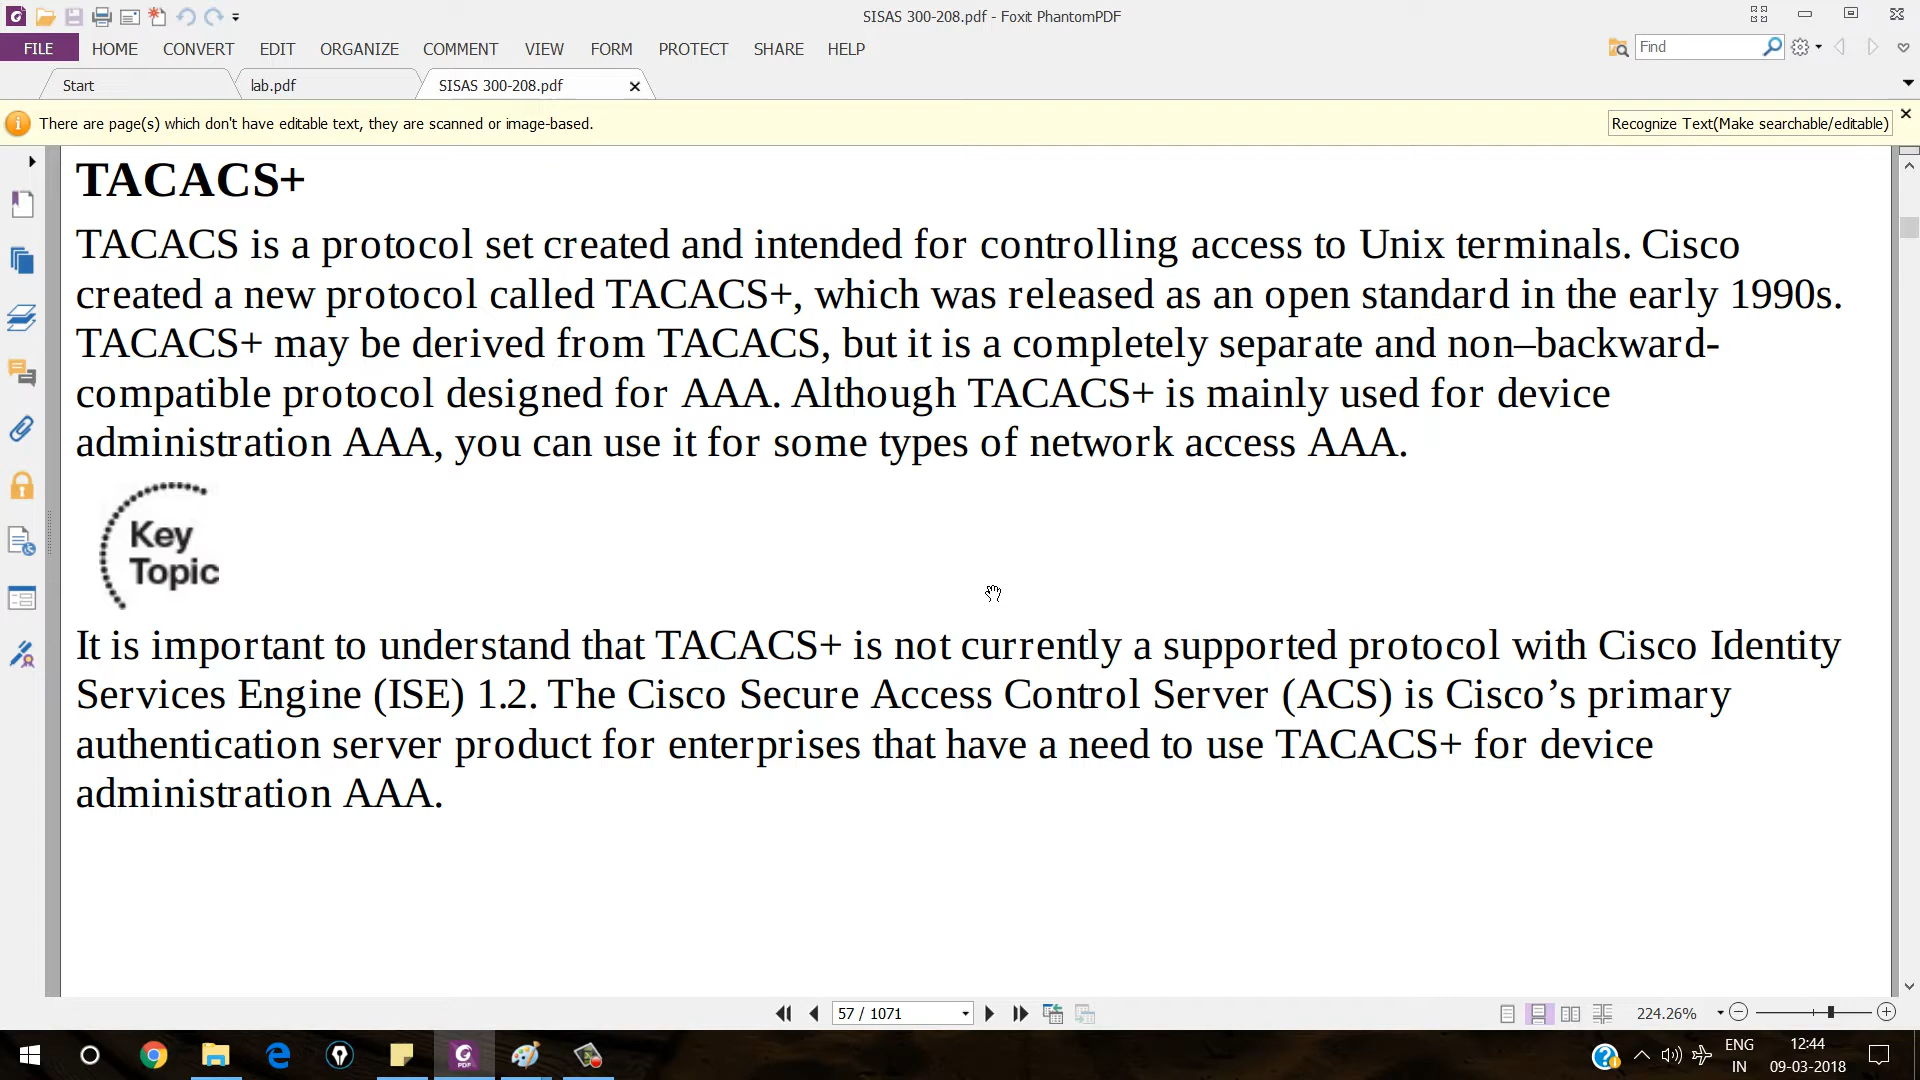 SISAS 300-208.pdf - Foxit PhantomPDF
FILE HOME CONVERT EDIT ORGANIZE COMMENT VIEW FORM PROTECT SHARE HELP
Find
Start lab.pdf SISAS 300-208.pdf
There are page(s) which don't have editable text, they are scanned or image-based.
Recognize Text(Make searchable/editable)
TACACS+
TACACS is a protocol set created and intended for controlling access to Unix terminals. Cisco
created a new protocol called TACACS+, which was released as an open standard in the early 1990s.
TACACS+ may be derived from TACACS, but it is a completely separate and non–backward-
compatible protocol designed for AAA. Although TACACS+ is mainly used for device
administration AAA, you can use it for some types of network access AAA.
Key
Topic
It is important to understand that TACACS+ is not currently a supported protocol with Cisco Identity
Services Engine (ISE) 1.2. The Cisco Secure Access Control Server (ACS) is Cisco’s primary
authentication server product for enterprises that have a need to use TACACS+ for device
administration AAA.
57 / 1071
224.26%
PDF
ENG
IN
12:44
09-03-2018